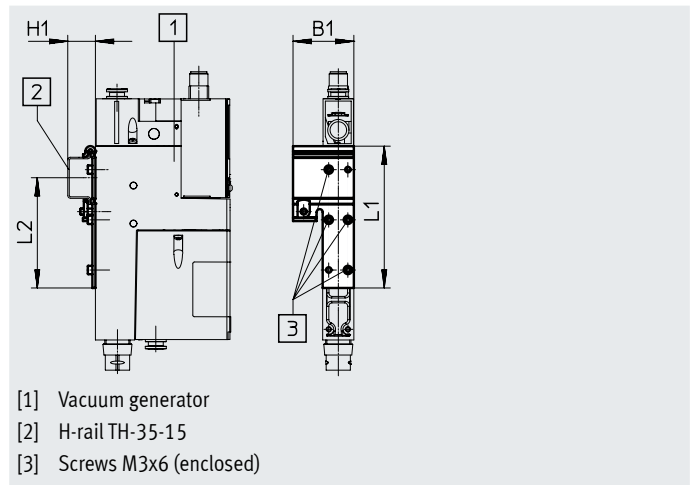 H1
1
B1
2
L2
L1
3
[1] Vacuum generator
[2] H-rail TH-35-15
[3] Screws M3x6 (enclosed)